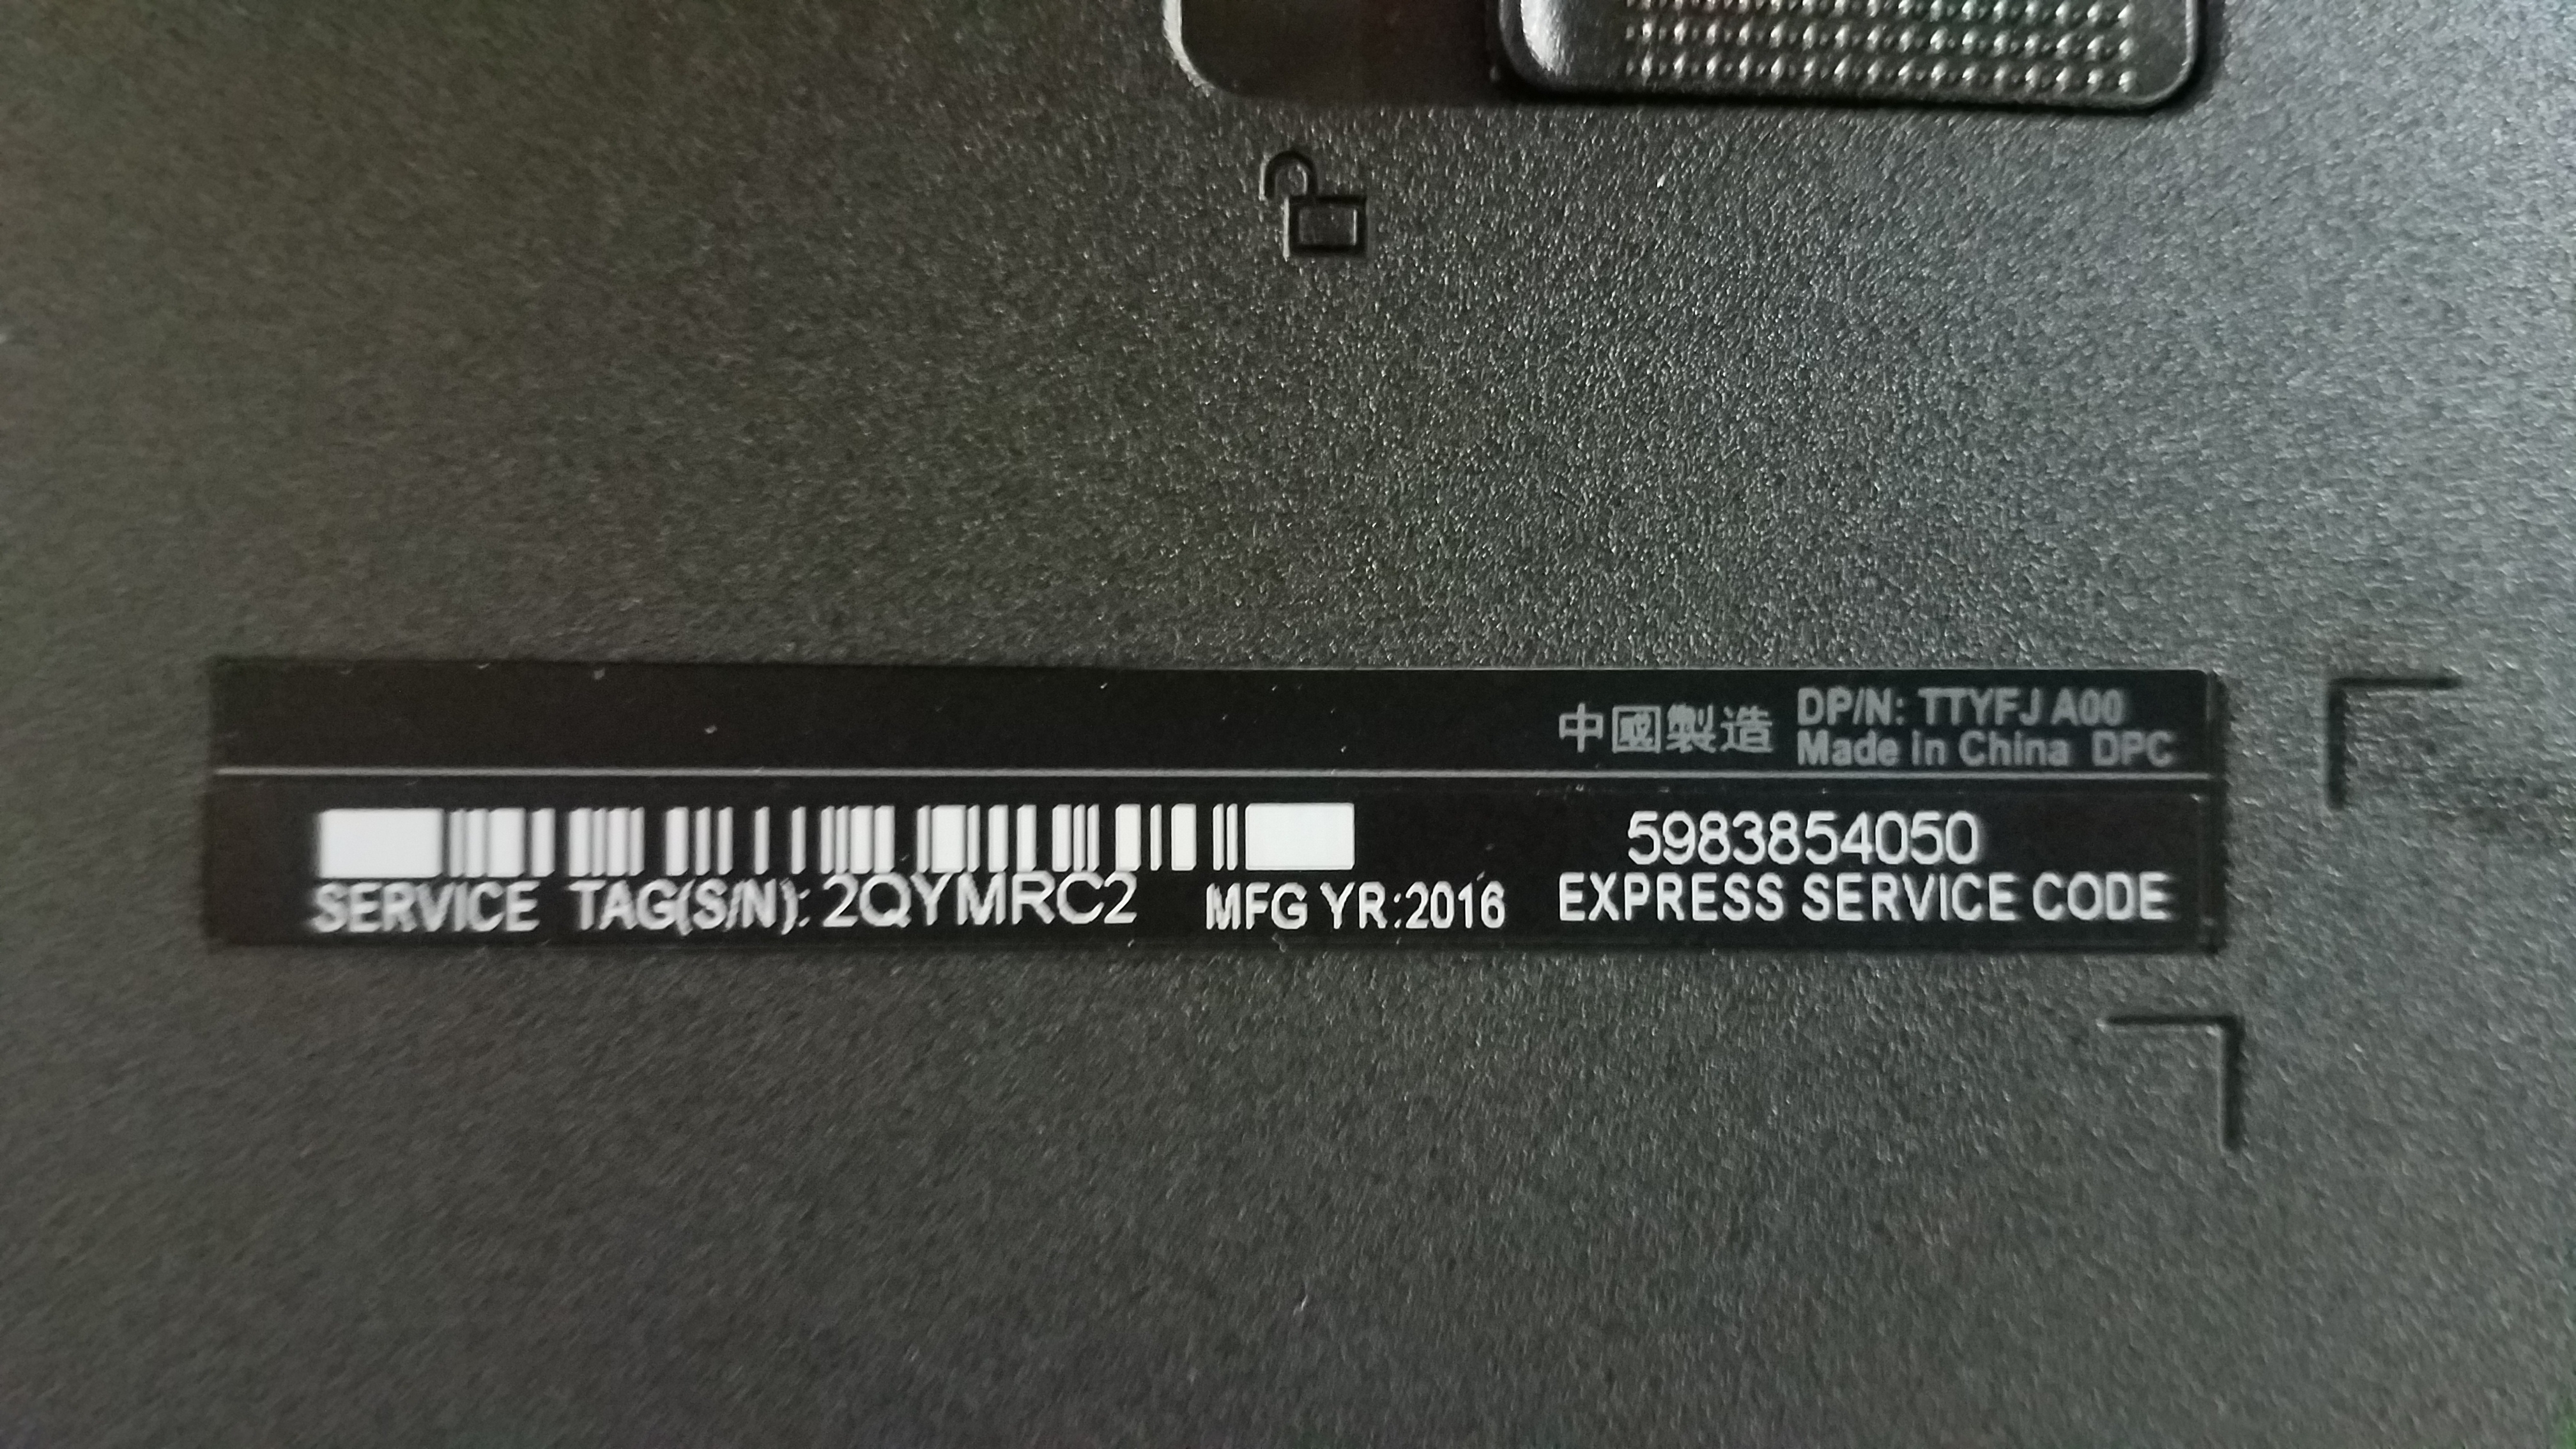 中國製造 DP/N: TTYFJ A00
Made in China DPC
5983854050
SERVICE TAG(S/N): 2QYMRC2 MFG YR:2016 EXPRESS SERVICE CODE